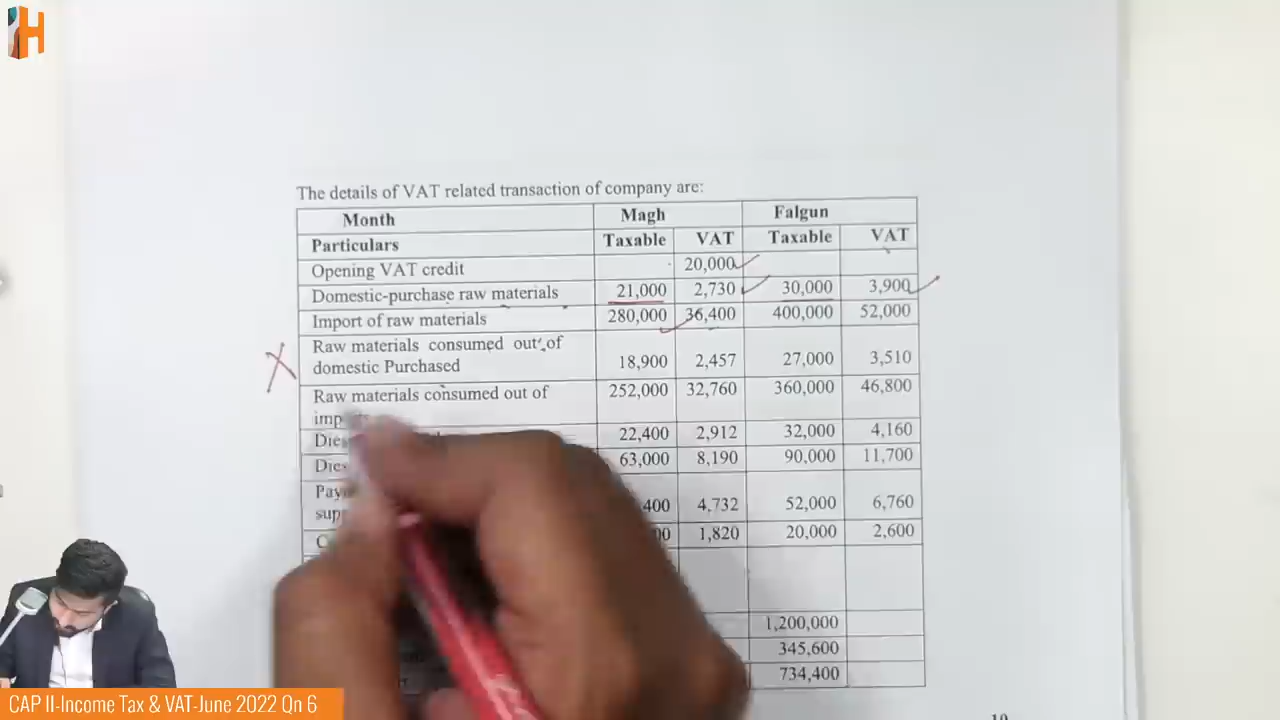 H
The details of VAT related transaction of company are:
Month Magh Falgun
Particulars Taxable VAT Taxable VAT
Opening VAT credit 20,000
Domestic-purchase raw materials 21,000 2,730 30,000 3,900
Import of raw materials 280,000 36,400 400,000 52,000
Raw materials consumed out of
domestic Purchased 18,900 2,457 27,000 3,510
Raw materials consumed out of
252,000 32,760 360,000 46,800
22,400 2,912 32,000 4,160
63,000 8,190 90,000 11,700
4,732 52,000 6,760
1,820 20,000 2,600
1,200,000
345,600
734,400
CAP II-Income Tax & VAT-June 2022 Qn 6